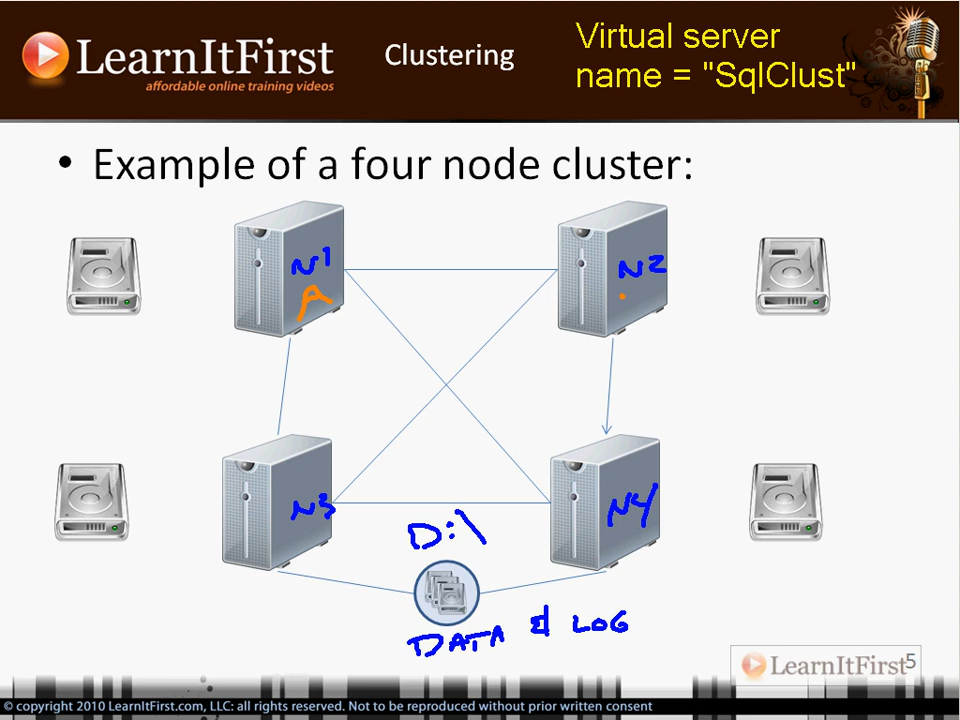 LearnItFirst
affordable online training videos
Clustering
Virtual server
name = "SqlClust"
• Example of a four node cluster:
N1
A
N2
N3
N4
D:\
DATA & LOG
LearnItFirst
5
© copyright 2010 LearnItFirst.com, LLC: all rights reserved. Not to be reproduced without prior written consent